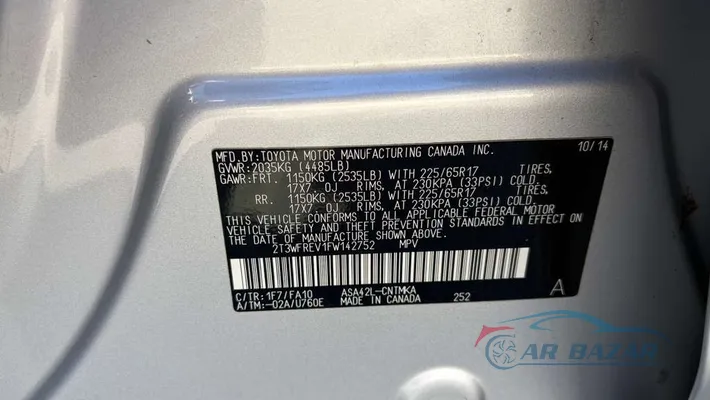 MFD.BY:TOYOTA MOTOR MANUFACTURING CANADA INC. 10/14
GVWR:2035KG (4485LB)
GAWR:FRT. 1150KG (2535LB) WITH 225/65R17 TIRES,
17X7 0J RIMS, AT 230KPA (33PSI) COLD.
RR. 1150KG (2535LB) WITH 225/65R17 TIRES,
17X7 0J RIMS, AT 230KPA (33PSI) COLD.
THIS VEHICLE CONFORMS TO ALL APPLICABLE FEDERAL MOTOR
VEHICLE SAFETY AND THEFT PREVENTION STANDARDS IN EFFECT ON
THE DATE OF MANUFACTURE SHOWN ABOVE.
2T3WFREV1FW142752 MPV
C/TR:1F7/FA10 ASA42L-CNTMKA A
A/TM:-02A/U760E MADE IN CANADA 252
CAR BAZAR